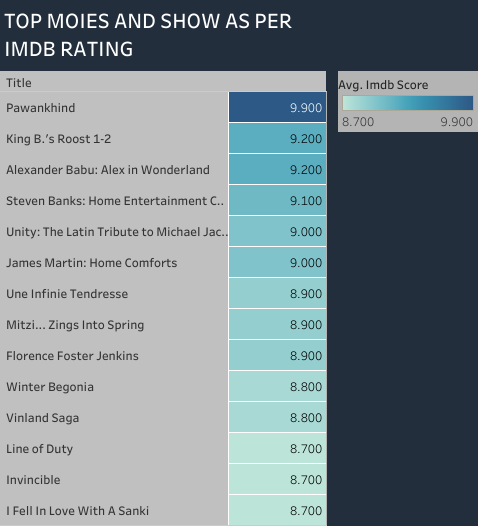 TOP MOIES AND SHOW AS PER
IMDB RATING
Title
Avg. Imdb Score
8.700 9.900
Pawankhind 9.900
King B.'s Roost 1-2 9.200
Alexander Babu: Alex in Wonderland 9.200
Steven Banks: Home Entertainment C.. 9.100
Unity: The Latin Tribute to Michael Jac.. 9.000
James Martin: Home Comforts 9.000
Une Infinie Tendresse 8.900
Mitzi... Zings Into Spring 8.900
Florence Foster Jenkins 8.900
Winter Begonia 8.800
Vinland Saga 8.800
Line of Duty 8.700
Invincible 8.700
I Fell In Love With A Sanki 8.700